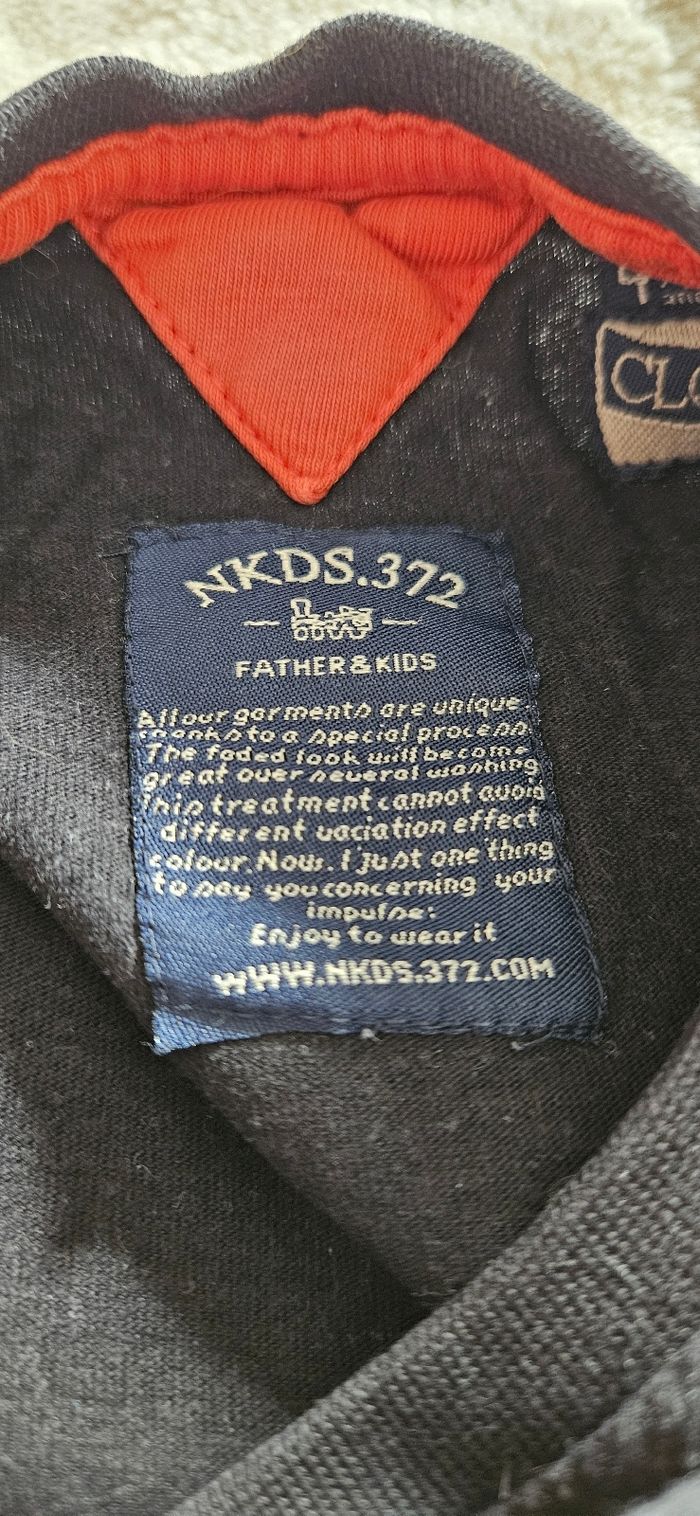 CLO
NKDS.372
FATHER&KIDS
All our garments are unique
thanks to a special process
The faded look will become
great over several washing
This treatment cannot avoid
different vaciation effect
colour. Now. I just one thing
to say you concerning your
impulse:
Enjoy to wear it
WWW.NKDS.372.COM